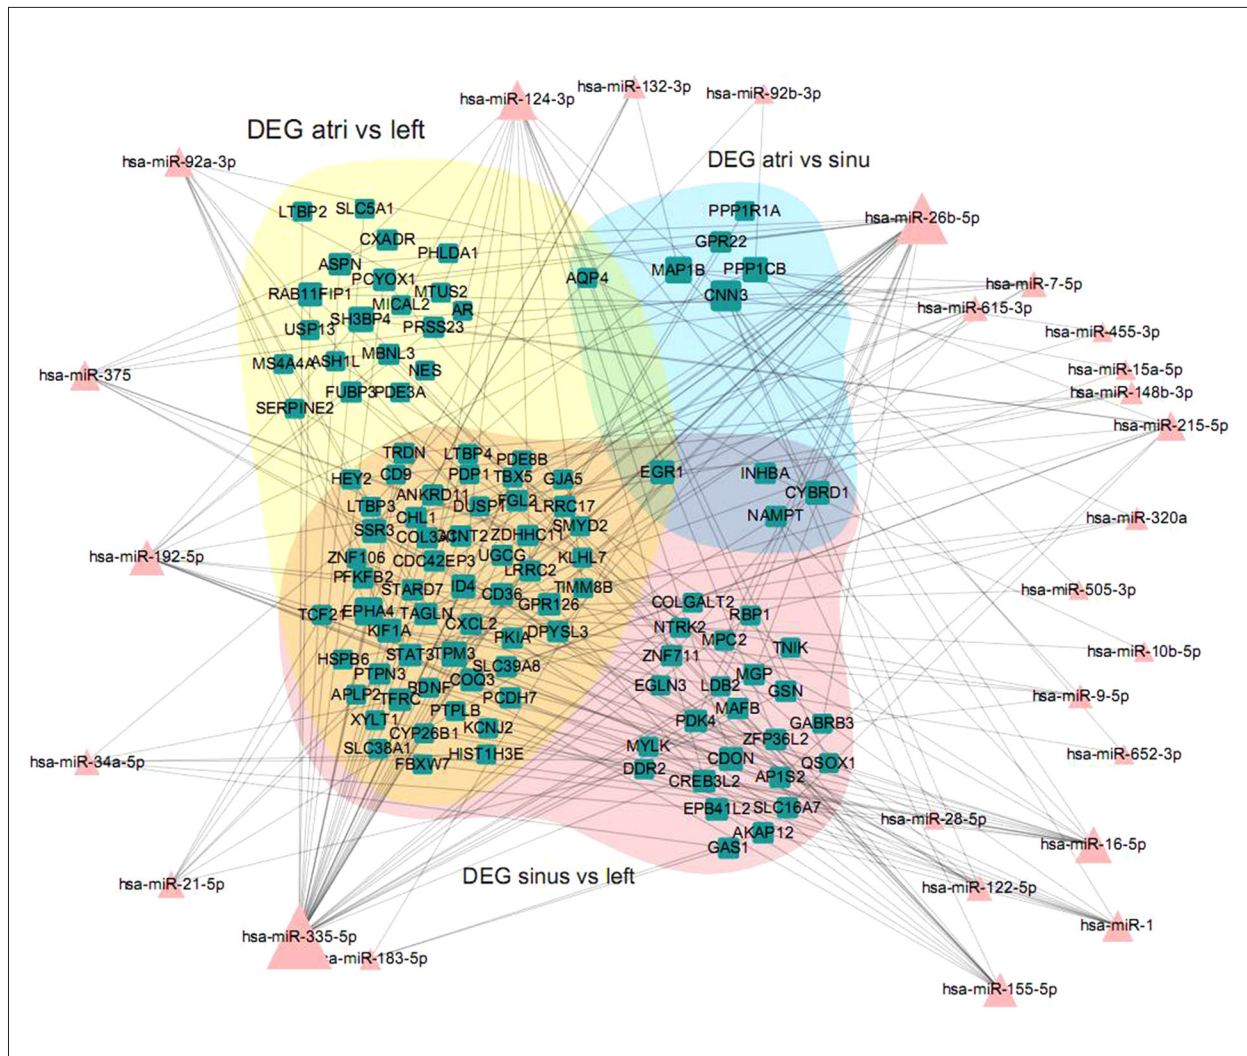 hsa-miR-124-3p
hsa-miR-132-3p
hsa-miR-92b-3p
DEG atri vs left
hsa-miR-92a-3p
DEG atri vs sinu
hsa-miR-26b-5p
LTBP2
SLC5A1
PPP1R1A
CXADR
GPR22
PHLDA1
ASPN
MAP1B
PPP1CB
AQP4
PCYOX1
hsa-miR-7-5p
RAB11FIP1
MTUS2
CNN3
MICAL2
AR
hsa-miR-615-3p
SH3BP4
USP13
PRSS23
hsa-miR-455-3p
MS4A4A
ASH1L
MBNL3
NES
hsa-miR-375
hsa-miR-15a-5p
FUBP3
PDE3A
hsa-miR-148b-3p
SERPINE2
hsa-miR-215-5p
TRDN
LTBP4
PDE8B
HEY2
CD9
PDP1
TBX5
GJA5
EGR1
INHBA
CYBRD1
ANKRD11
LTBP3
DUSP1
FGL2
LRRC17
CHL1
NAMPT
hsa-miR-320a
SSR3
SMYD2
COL3A1
CNT2
ZDHHC11
ZNF106
CDC42EP3
UGCG
KLHL7
hsa-miR-192-5p
PFKFB2
LRRC2
STARD7
ID4
CD36
TIMM8B
hsa-miR-505-3p
TCF21
EPHA4
TAGLN
GPR126
COLGALT2
RBP1
KIF1A
CXCL2
PKIA
DPYSL3
NTRK2
MPC2
TNIK
hsa-miR-10b-5p
HSPB6
STAT3
TPM3
ZNF711
SLC39A8
PTPN3
COQ3
MGP
EGLN3
LDB2
GSN
APLP2
TFRC
BDNF
PCDH7
hsa-miR-9-5p
XYLT1
PTPLB
PDK4
MAFB
GABRB3
CYP26B1
KCNJ2
ZFP36L2
SLC38A1
HIST1H3E
MYLK
hsa-miR-652-3p
hsa-miR-34a-5p
FBXW7
DDR2
CDON
QSOX1
CREB3L2
AP1S2
EPB41L2
SLC16A7
hsa-miR-28-5p
AKAP12
GAS1
hsa-miR-16-5p
hsa-miR-21-5p
DEG sinus vs left
hsa-miR-122-5p
hsa-miR-1
hsa-miR-335-5p
sa-miR-183-5p
hsa-miR-155-5p